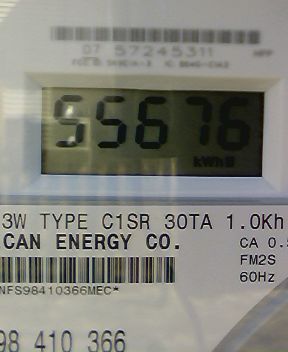 07 57245311
55676
kWh
3W TYPE C1SR 30TA 1.0Kh
CAN ENERGY CO.
CA 0.5
FM2S
60Hz
NFS98410366MEC*
98 410 366